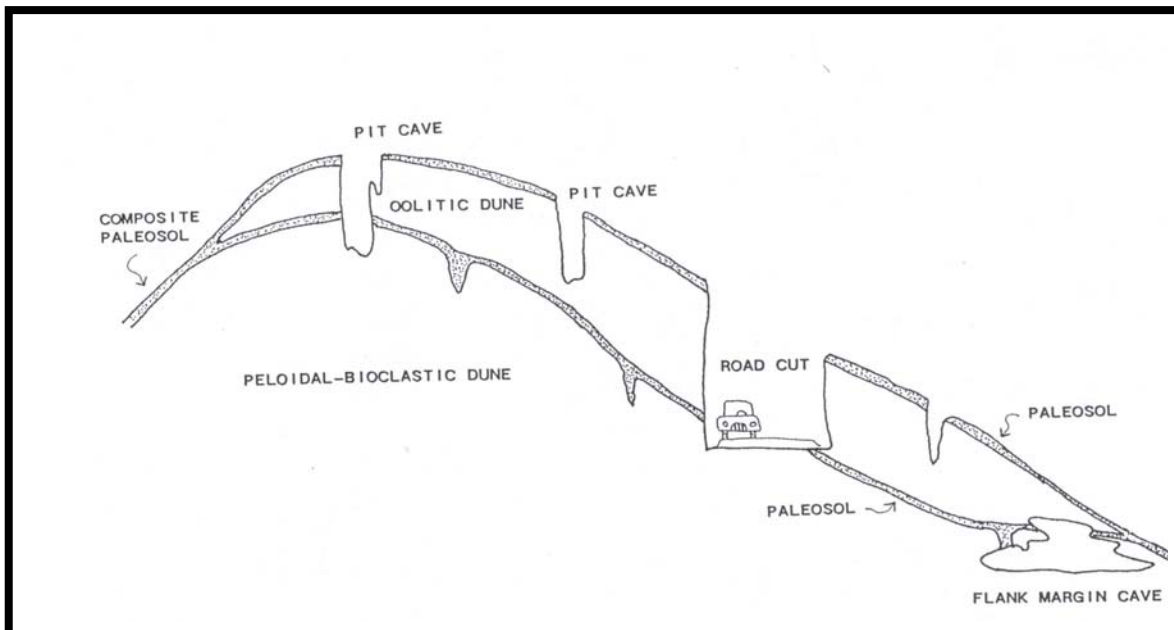 PIT CAVE
PIT CAVE
OOLITIC DUNE
COMPOSITE
PALEOSOL
ROAD CUT
PELOIDAL-BIOCLASTIC DUNE
PALEOSOL
PALEOSOL
FLANK MARGIN CAVE